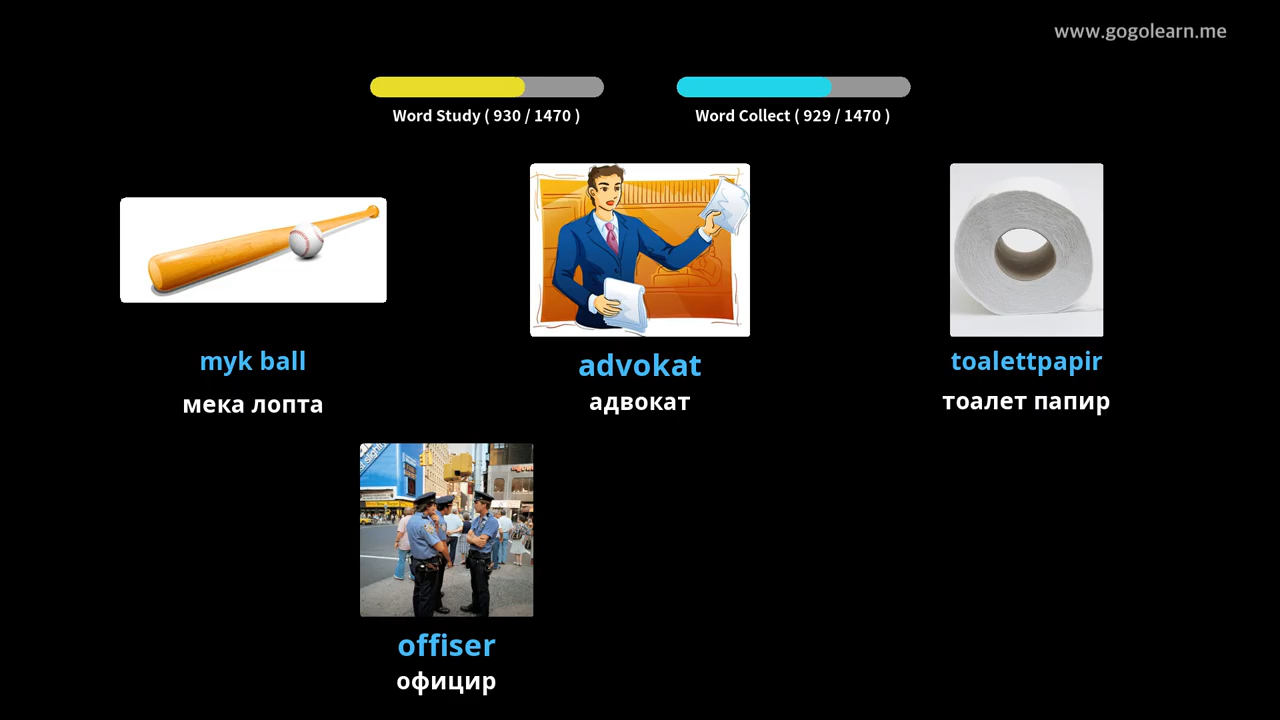 www.gogolearn.me
Word Study ( 930 / 1470 )
Word Collect ( 929 / 1470 )
myk ball
мека лопта
advokat
адвокат
toalettpapir
тоалет папир
offiser
официр